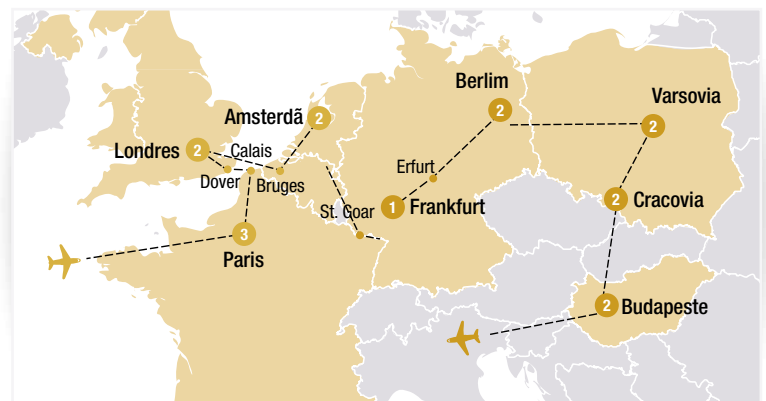 Berlim
2
Varsovia
2
Amsterdã
2
Londres
2
Calais
Dover
Bruges
Erfurt
St. Goar
1
Frankfurt
2
Cracovia
3
Paris
2
Budapeste